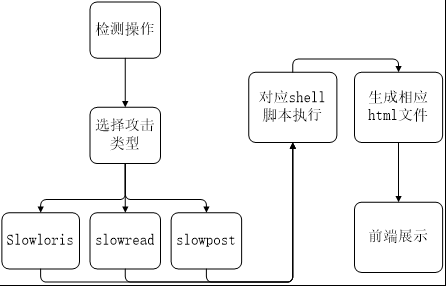 检测操作
选择攻击
类型
Slowloris
slowread
slowpost
对应shell
脚本执行
生成相应
html文件
前端展示